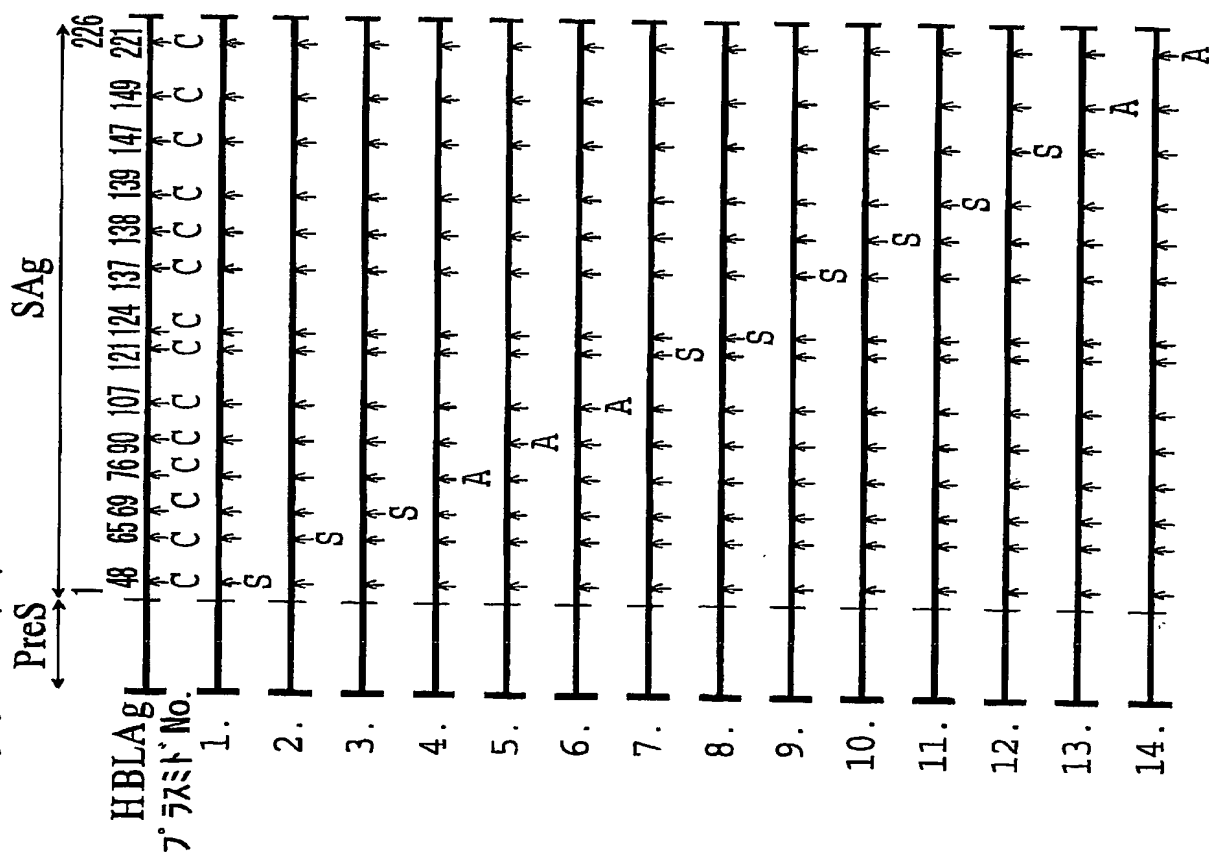 PreS SAg
1 226
48 65 69 76 90 107 121 124 137 138 139 147 149 221
HBLAg
C C C C C C C C C C C C C C
プラスミド No.
1. S
2. S
3. S
4. A
5. A
6. A
7. S
8. S
9. S
10. S
11. S
12. S
13. A
14. A